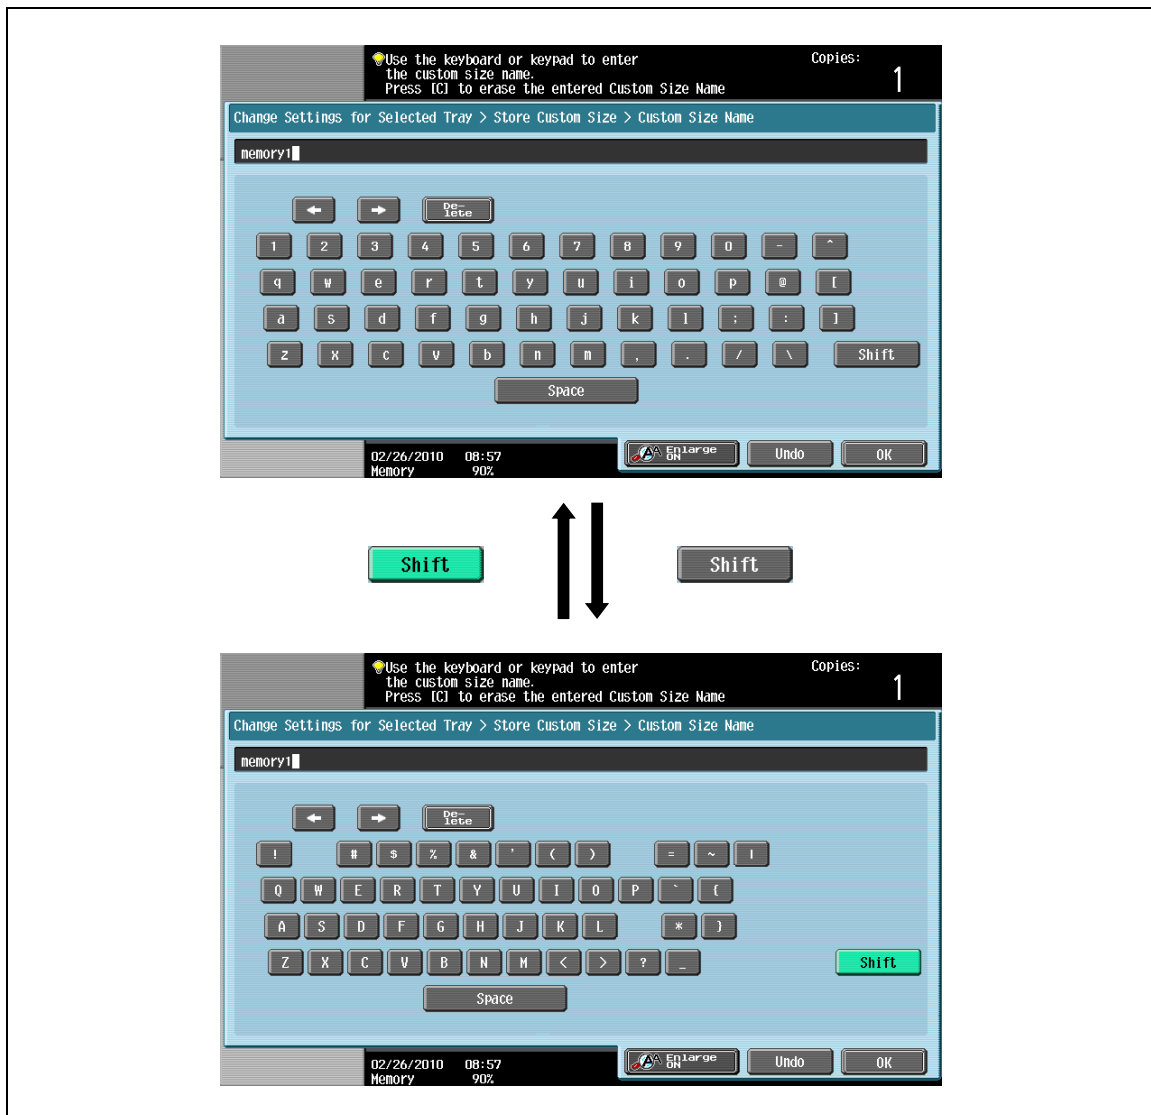 Use the keyboard or keypad to enter
the custom size name.
Press [C] to erase the entered Custom Size Name
Copies:
1
Change Settings for Selected Tray > Store Custom Size > Custom Size Name
memory1
← → De-lete
1 2 3 4 5 6 7 8 9 0 - ^
q w e r t y u i o p @ [
a s d f g h j k l ; : ]
z x c v b n m , . / \ Shift
Space
Enlarge ON Undo OK
02/26/2010 08:57
Memory 90%
Shift Shift
Use the keyboard or keypad to enter
the custom size name.
Press [C] to erase the entered Custom Size Name
Copies:
1
Change Settings for Selected Tray > Store Custom Size > Custom Size Name
memory1
← → De-lete
! # $ % & ' ( ) = ~ |
Q W E R T Y U I O P ` {
A S D F G H J K L * }
Z X C V B N M < > ? _ Shift
Space
Enlarge ON Undo OK
02/26/2010 08:57
Memory 90%